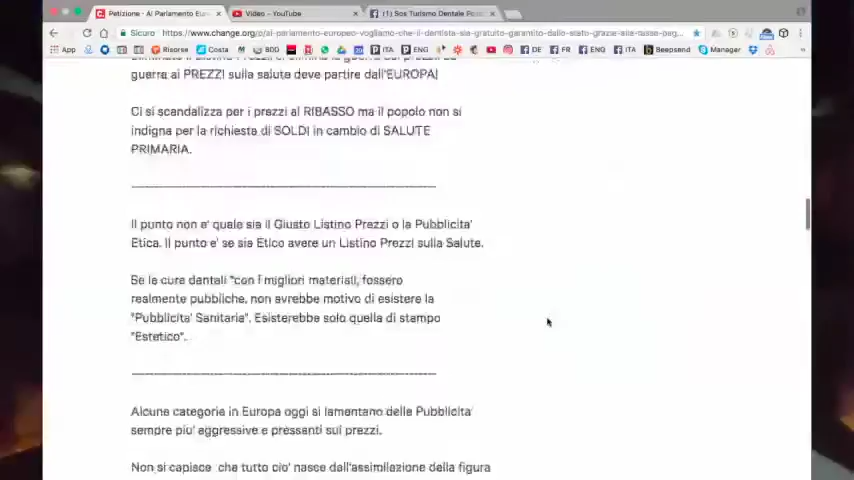 Petizione · Al Parlamento Eur
Video – YouTube
(1) Sos Turismo Dentale
Sicuro
https://www.change.org/p/al-parlamento-europeo-vogliamo-che-il-dentista-sia-gratuito-garantito-dallo-stato-grazie-alle-tasse-pag...
App Risorse Costa BDD PT ITA PT ENG DE FR ENG ITA Beepsend Manager
guerra ai PREZZI sulla salute deve partire dall'EUROPA!
Ci si scandalizza per i prezzi al RIBASSO ma il popolo non si
indigna per la richiesta di SOLDI in cambio di SALUTE
PRIMARIA.
Il punto non e' quale sia il Giusto Listino Prezzi o la Pubblicita'
Etica. Il punto e' se sia Etico avere un Listino Prezzi sulla Salute.
Se le cure dentali "con i migliori materiali, fossero
realmente pubbliche, non avrebbe motivo di esistere la
"Pubblicita' Sanitaria". Esisterebbe solo quella di stampo
"Estetico".
Alcune categorie in Europa oggi si lamentano delle Pubblicita'
sempre piu' aggressive e pressanti sui prezzi.
Non si capisce che tutto cio' nasce dall'assimilazione della figura